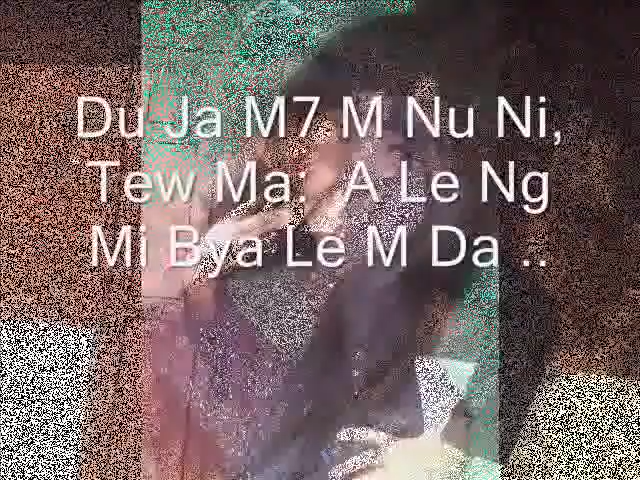 Du Ja M7 M Nu Ni,
Tew Ma:  A Le Ng
Mi Bya Le M Da ..